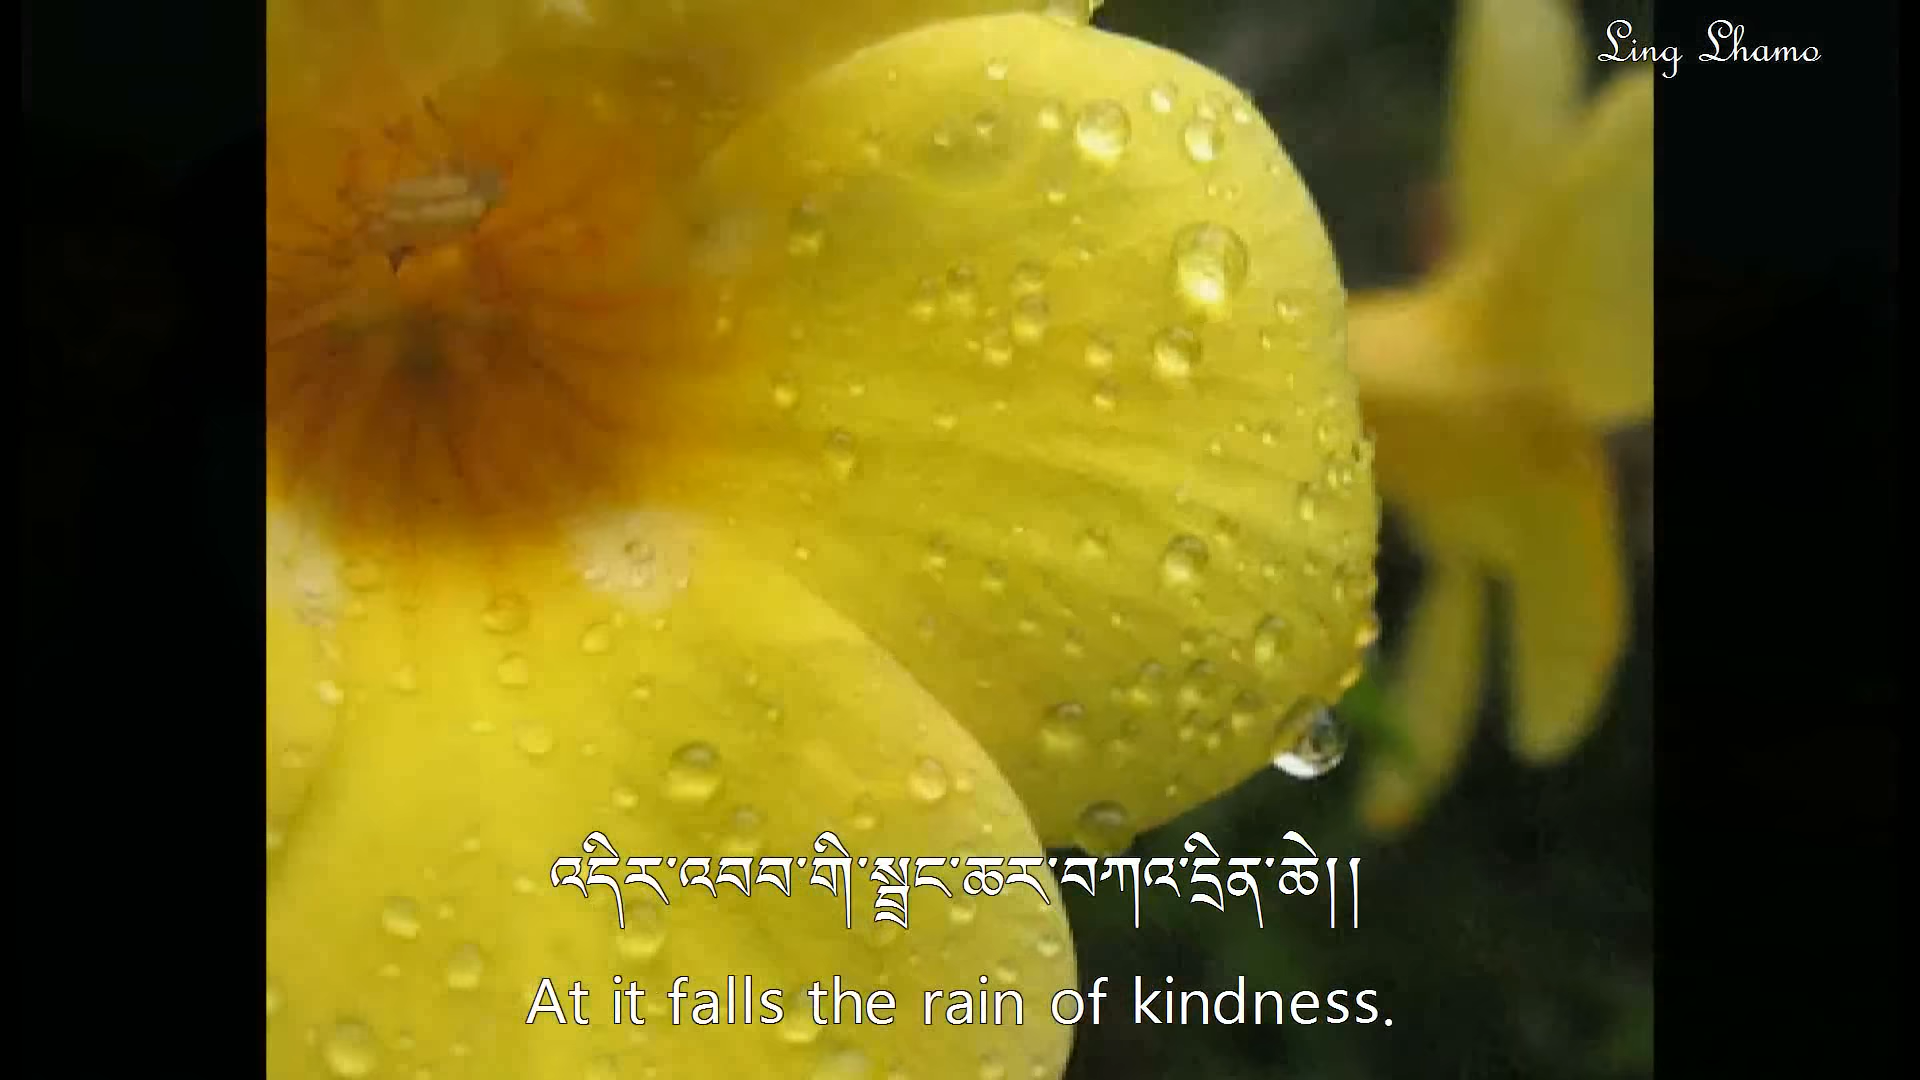 Ling Lhamo
འདིར་འབབ་གི་སྦྲང་ཆར་བཀའ་དྲིན་ཆེ།།
At it falls the rain of kindness.